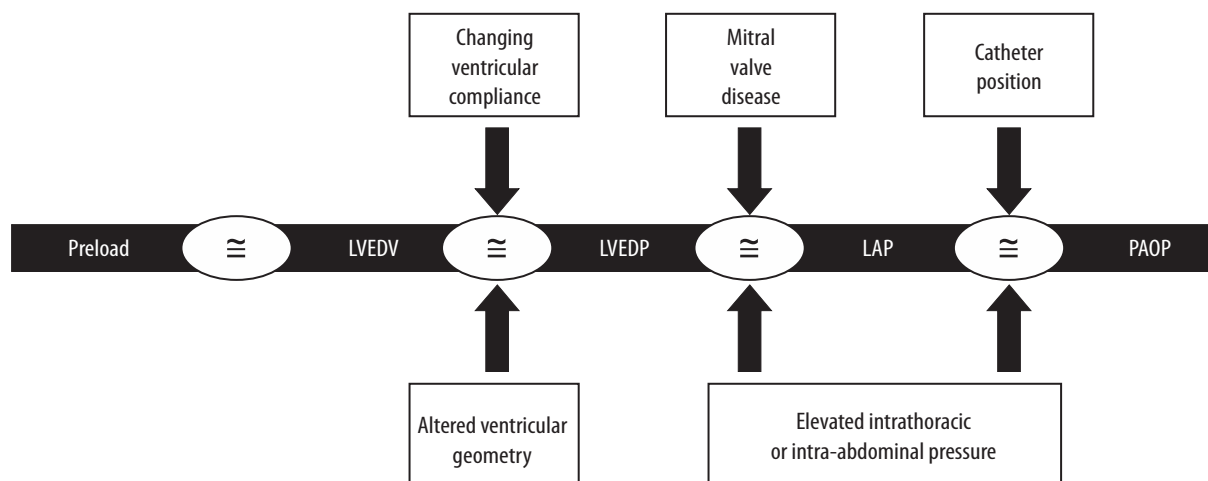 Changing
ventricular
compliance
Mitral
valve
disease
Catheter
position
Preload ≅ LVEDV ≅ LVEDP ≅ LAP ≅ PAOP
Altered ventricular
geometry
Elevated intrathoracic
or intra-abdominal pressure